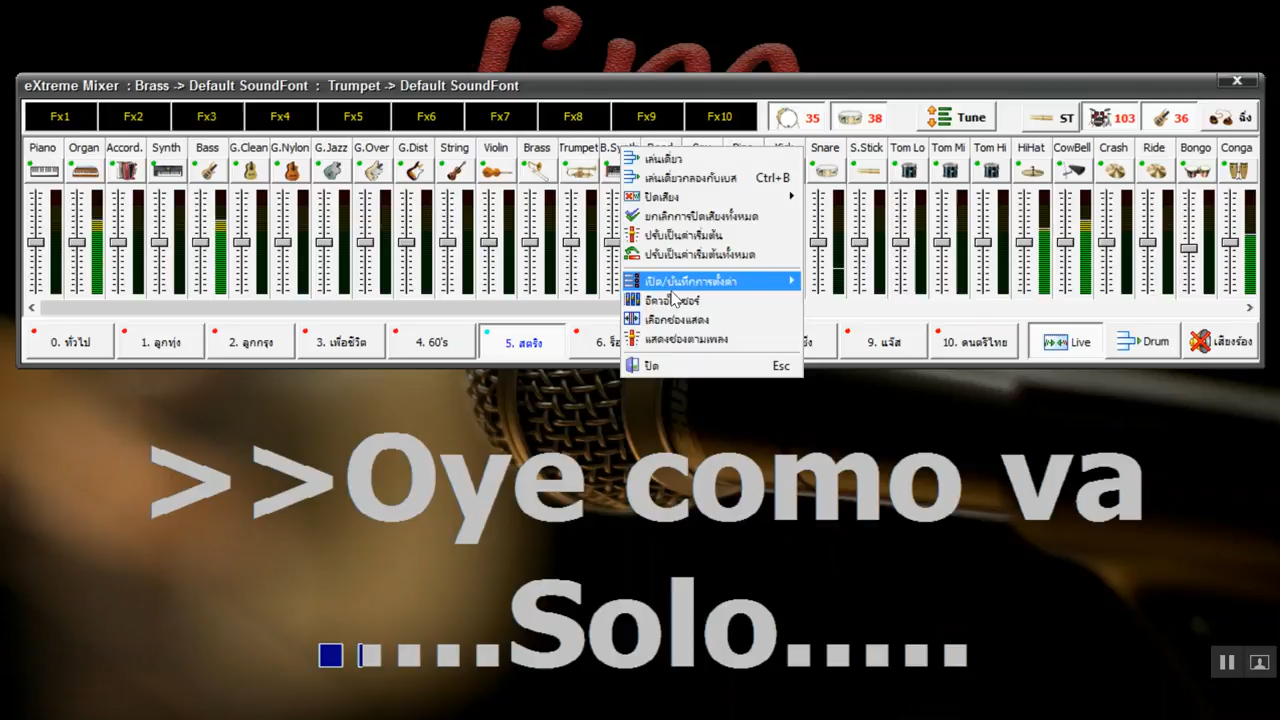 eXtreme Mixer : Brass -> Default SoundFont : Trumpet -> Default SoundFont
Fx1 Fx2 Fx3 Fx4 Fx5 Fx6 Fx7 Fx8 Fx9 Fx10 35 38 Tune ST 103 36 ฉิ่ง
Piano Organ Accord. Synth Bass G.Clean G.Nylon G.Jazz G.Over G.Dist String Violin Brass Trumpet Snare S.Stick Tom Lo Tom Mi Tom Hi HiHat CowBell Crash Ride Bongo Conga
เล่นเดี่ยว
เล่นเดี่ยวกลองกับเบส Ctrl+B
ปิดเสียง
ยกเลิกการปิดเสียงทั้งหมด
ปรับเป็นค่าเริ่มต้น
ปรับเป็นค่าเริ่มต้นทั้งหมด
เปิด/บันทึกการตั้งค่า
เลือกช่องแสดง
แสดงช่องตามเพลง
ปิด Esc
0. ทั่วไป 1. ลูกทุ่ง 2. ลูกกรุง 3. เพื่อชีวิต 4. 60's 5. สตริง 9. แจ๊ส 10. ดนตรีไทย Live Drum เสียงร้อง
>>Oye como va
.....Solo.....